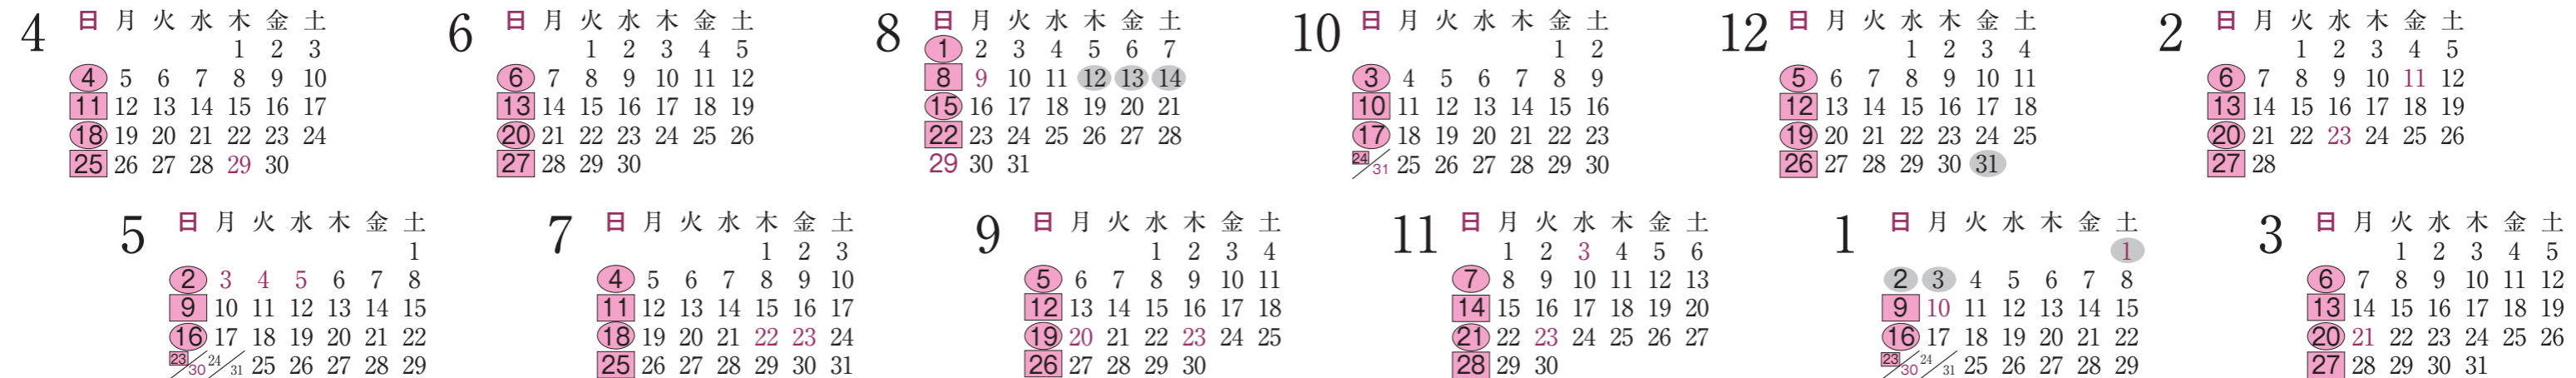 4
日 月 火 水 木 金 土
1 2 3
4 5 6 7 8 9 10
11 12 13 14 15 16 17
18 19 20 21 22 23 24
25 26 27 28 29 30
6
日 月 火 水 木 金 土
1 2 3 4 5
6 7 8 9 10 11 12
13 14 15 16 17 18 19
20 21 22 23 24 25 26
27 28 29 30
8
日 月 火 水 木 金 土
1 2 3 4 5 6 7
8 9 10 11 12 13 14
15 16 17 18 19 20 21
22 23 24 25 26 27 28
29 30 31
10
日 月 火 水 木 金 土
1 2
3 4 5 6 7 8 9
10 11 12 13 14 15 16
17 18 19 20 21 22 23
24/31 25 26 27 28 29 30
12
日 月 火 水 木 金 土
1 2 3 4
5 6 7 8 9 10 11
12 13 14 15 16 17 18
19 20 21 22 23 24 25
26 27 28 29 30 31
2
日 月 火 水 木 金 土
1 2 3 4 5
6 7 8 9 10 11 12
13 14 15 16 17 18 19
20 21 22 23 24 25 26
27 28
5
日 月 火 水 木 金 土
1
2 3 4 5 6 7 8
9 10 11 12 13 14 15
16 17 18 19 20 21 22
23/30 24/31 25 26 27 28 29
7
日 月 火 水 木 金 土
1 2 3
4 5 6 7 8 9 10
11 12 13 14 15 16 17
18 19 20 21 22 23 24
25 26 27 28 29 30 31
9
日 月 火 水 木 金 土
1 2 3 4
5 6 7 8 9 10 11
12 13 14 15 16 17 18
19 20 21 22 23 24 25
26 27 28 29 30
11
日 月 火 水 木 金 土
1 2 3 4 5 6
7 8 9 10 11 12 13
14 15 16 17 18 19 20
21 22 23 24 25 26 27
28 29 30
1
日 月 火 水 木 金 土
1
2 3 4 5 6 7 8
9 10 11 12 13 14 15
16 17 18 19 20 21 22
23/30 24/31 25 26 27 28 29
3
日 月 火 水 木 金 土
1 2 3 4 5
6 7 8 9 10 11 12
13 14 15 16 17 18 19
20 21 22 23 24 25 26
27 28 29 30 31